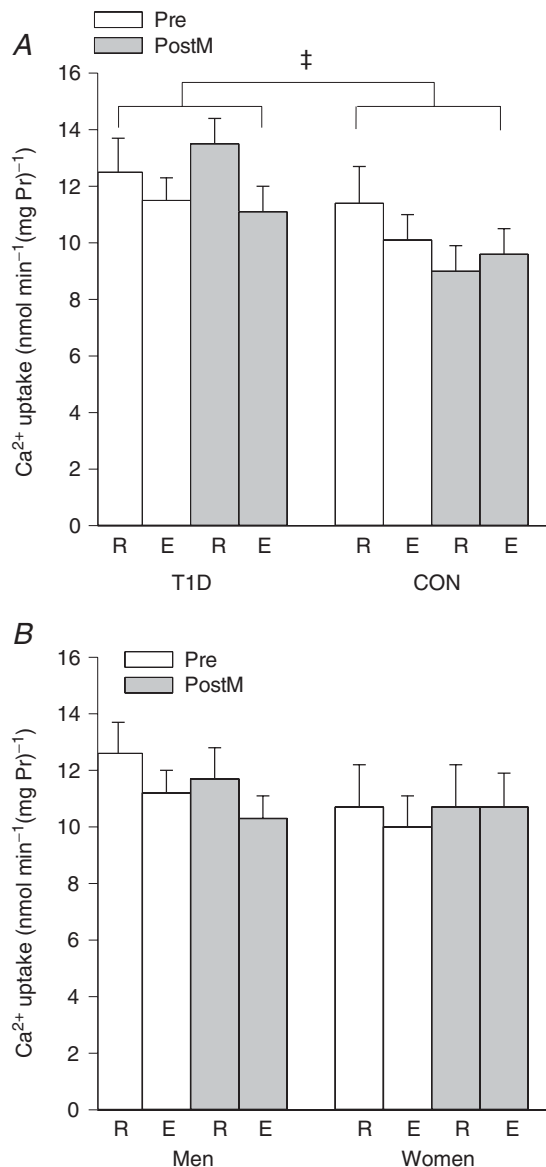 Pre
PostM
A
‡
16
14
12
10
8
6
4
2
0
Ca²⁺ uptake (nmol min⁻¹(mg Pr)⁻¹)
R E R E R E R E
T1D CON
B
Pre
PostM
16
14
12
10
8
6
4
2
0
Ca²⁺ uptake (nmol min⁻¹(mg Pr)⁻¹)
R E R E R E R E
Men Women